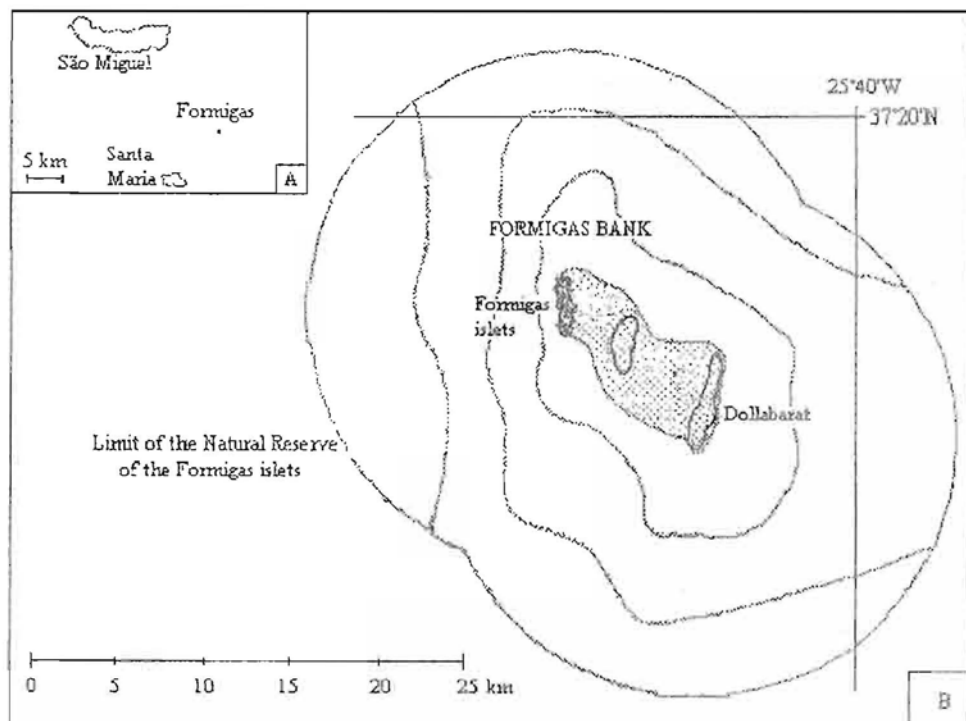 São Miguel
Formigas
5 km
Santa
Maria
A
25°40'W
37°20'N
FORMIGAS BANK
Formigas
islets
Dollabarat
Limit of the Natural Reserve
of the Formigas islets
0 5 10 15 20 25 km
B